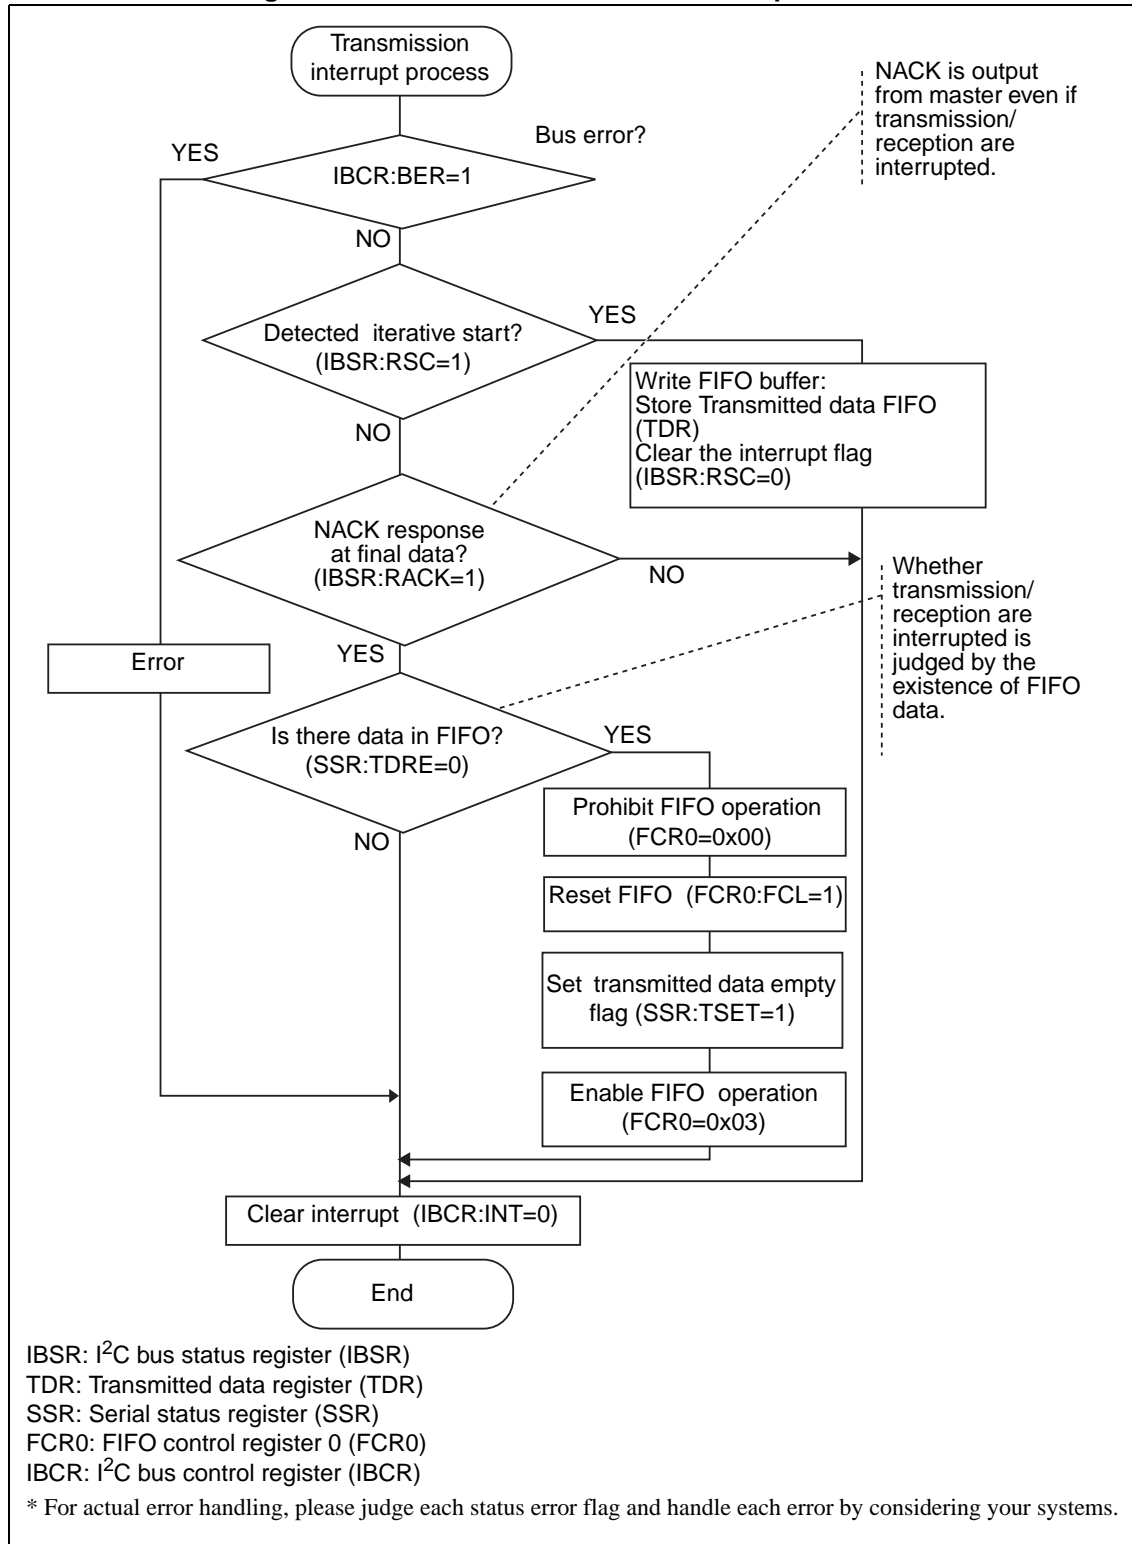 Transmission
interrupt process
NACK is output
from master even if
transmission/
reception are
interrupted.
Bus error?
YES
IBCR:BER=1
NO
YES
Detected iterative start?
(IBSR:RSC=1)
Write FIFO buffer:
Store Transmitted data FIFO
(TDR)
Clear the interrupt flag
(IBSR:RSC=0)
NO
NACK response
at final data?
(IBSR:RACK=1)
NO
Whether
transmission/
reception are
interrupted is
judged by the
existence of FIFO
data.
YES
Error
Is there data in FIFO?
(SSR:TDRE=0)
YES
NO
Prohibit FIFO operation
(FCR0=0x00)
Reset FIFO (FCR0:FCL=1)
Set transmitted data empty
flag (SSR:TSET=1)
Enable FIFO operation
(FCR0=0x03)
Clear interrupt (IBCR:INT=0)
End
IBSR: I2C bus status register (IBSR)
TDR: Transmitted data register (TDR)
SSR: Serial status register (SSR)
FCR0: FIFO control register 0 (FCR0)
IBCR: I2C bus control register (IBCR)
* For actual error handling, please judge each status error flag and handle each error by considering your systems.